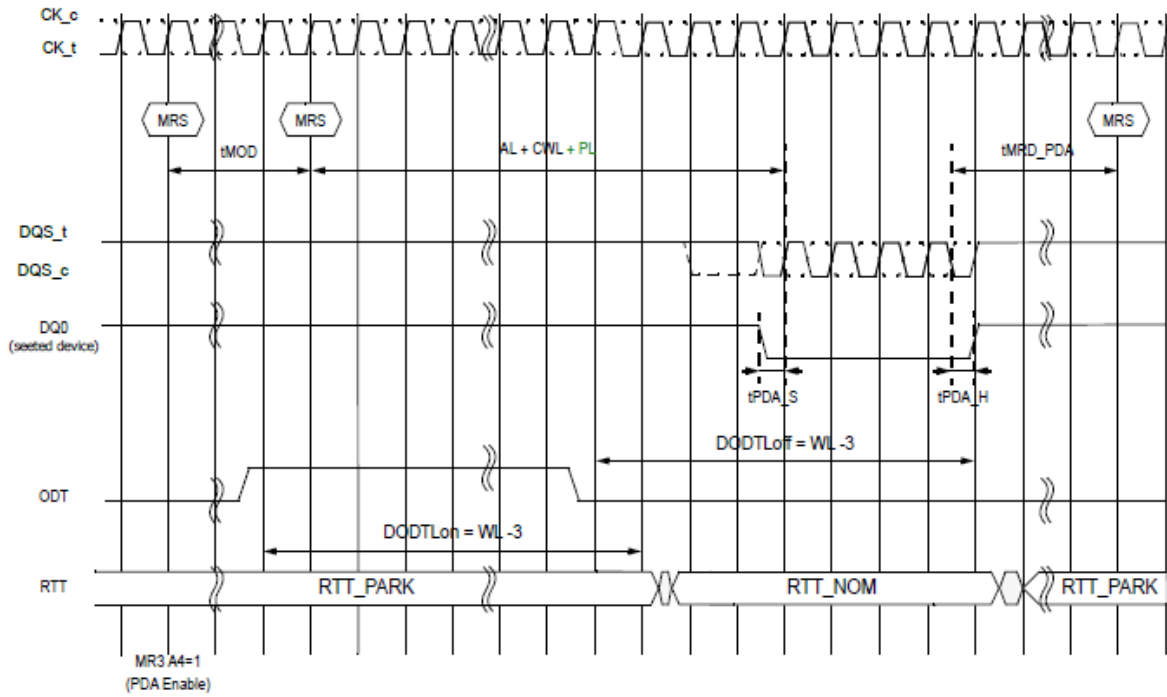 CK_c
CK_t
MRS
MRS
MRS
tMOD
AL + CWL + PL
tMRD_PDA
DQS_t
DQS_c
DQ0
(seeted device)
tPDA_S
tPDA_H
DODTLoff = WL -3
ODT
DODTLon = WL -3
RTT
RTT_PARK
RTT_NOM
RTT_PARK
MR3 A4=1
(PDA Enable)